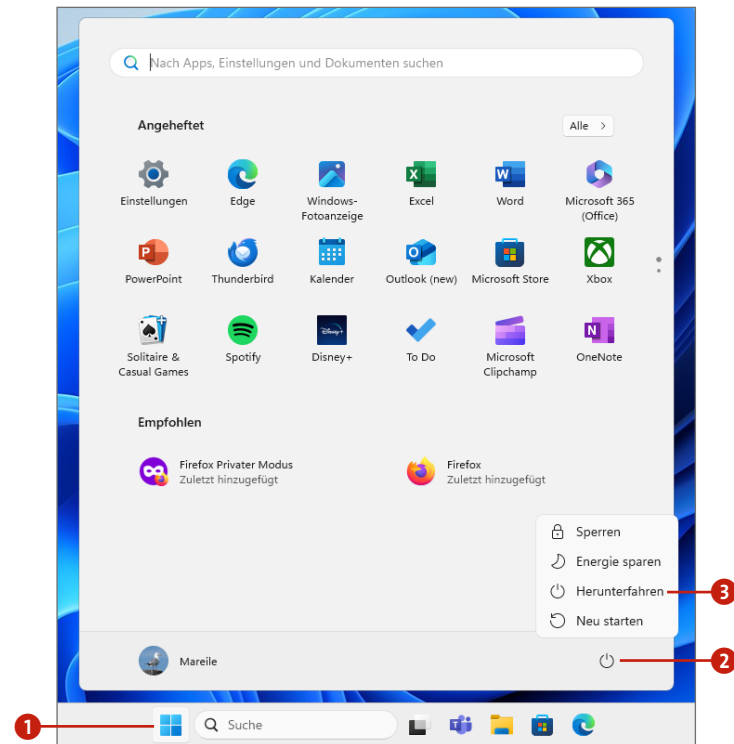 Nach Apps, Einstellungen und Dokumenten suchen
Angeheftet
Alle >
Einstellungen
Edge
Windows-
Fotoanzeige
Excel
Word
Microsoft 365
(Office)
PowerPoint
Thunderbird
Kalender
Outlook (new)
Microsoft Store
Xbox
Solitaire &
Casual Games
Spotify
Disney+
To Do
Microsoft
Clipchamp
OneNote
Empfohlen
Firefox Privater Modus
Zuletzt hinzugefügt
Firefox
Zuletzt hinzugefügt
Sperren
Energie sparen
Herunterfahren
3
Neu starten
Mareile
2
1
Suche